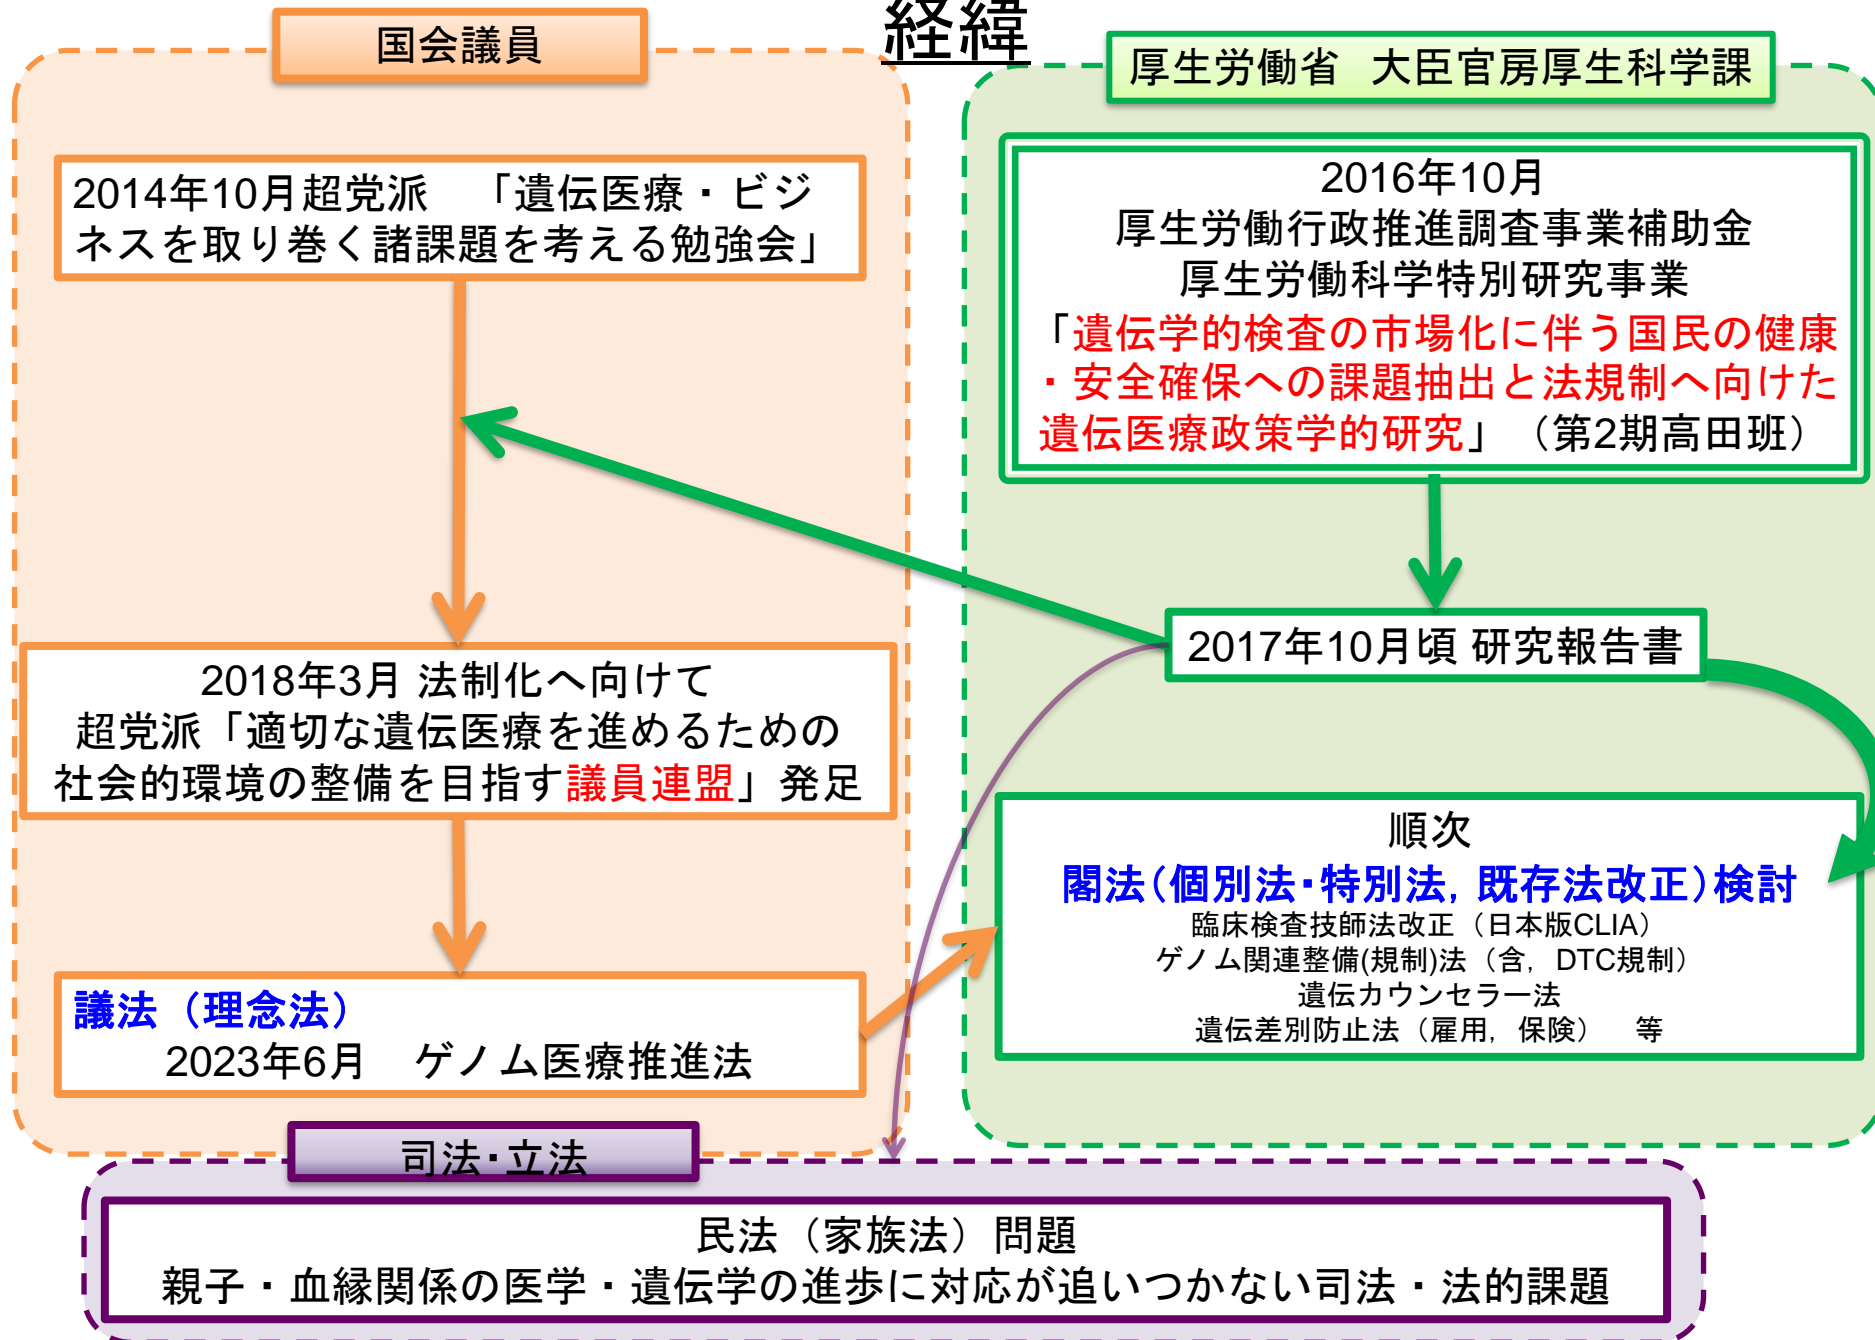 経緯
国会議員
2014年10月超党派　「遺伝医療・ビジ
ネスを取り巻く諸課題を考える勉強会」
2018年3月 法制化へ向けて
超党派「適切な遺伝医療を進めるための
社会的環境の整備を目指す議員連盟」発足
議法（理念法）
2023年6月　ゲノム医療推進法
厚生労働省　大臣官房厚生科学課
2016年10月
厚生労働行政推進調査事業補助金
厚生労働科学特別研究事業
「遺伝学的検査の市場化に伴う国民の健康
・安全確保への課題抽出と法規制へ向けた
遺伝医療政策学的研究」（第2期高田班）
2017年10月頃 研究報告書
順次
閣法（個別法・特別法，既存法改正）検討
臨床検査技師法改正（日本版CLIA）
ゲノム関連整備(規制)法（含，DTC規制）
遺伝カウンセラー法
遺伝差別防止法（雇用，保険）　等
司法・立法
民法（家族法）問題
親子・血縁関係の医学・遺伝学の進歩に対応が追いつかない司法・法的課題